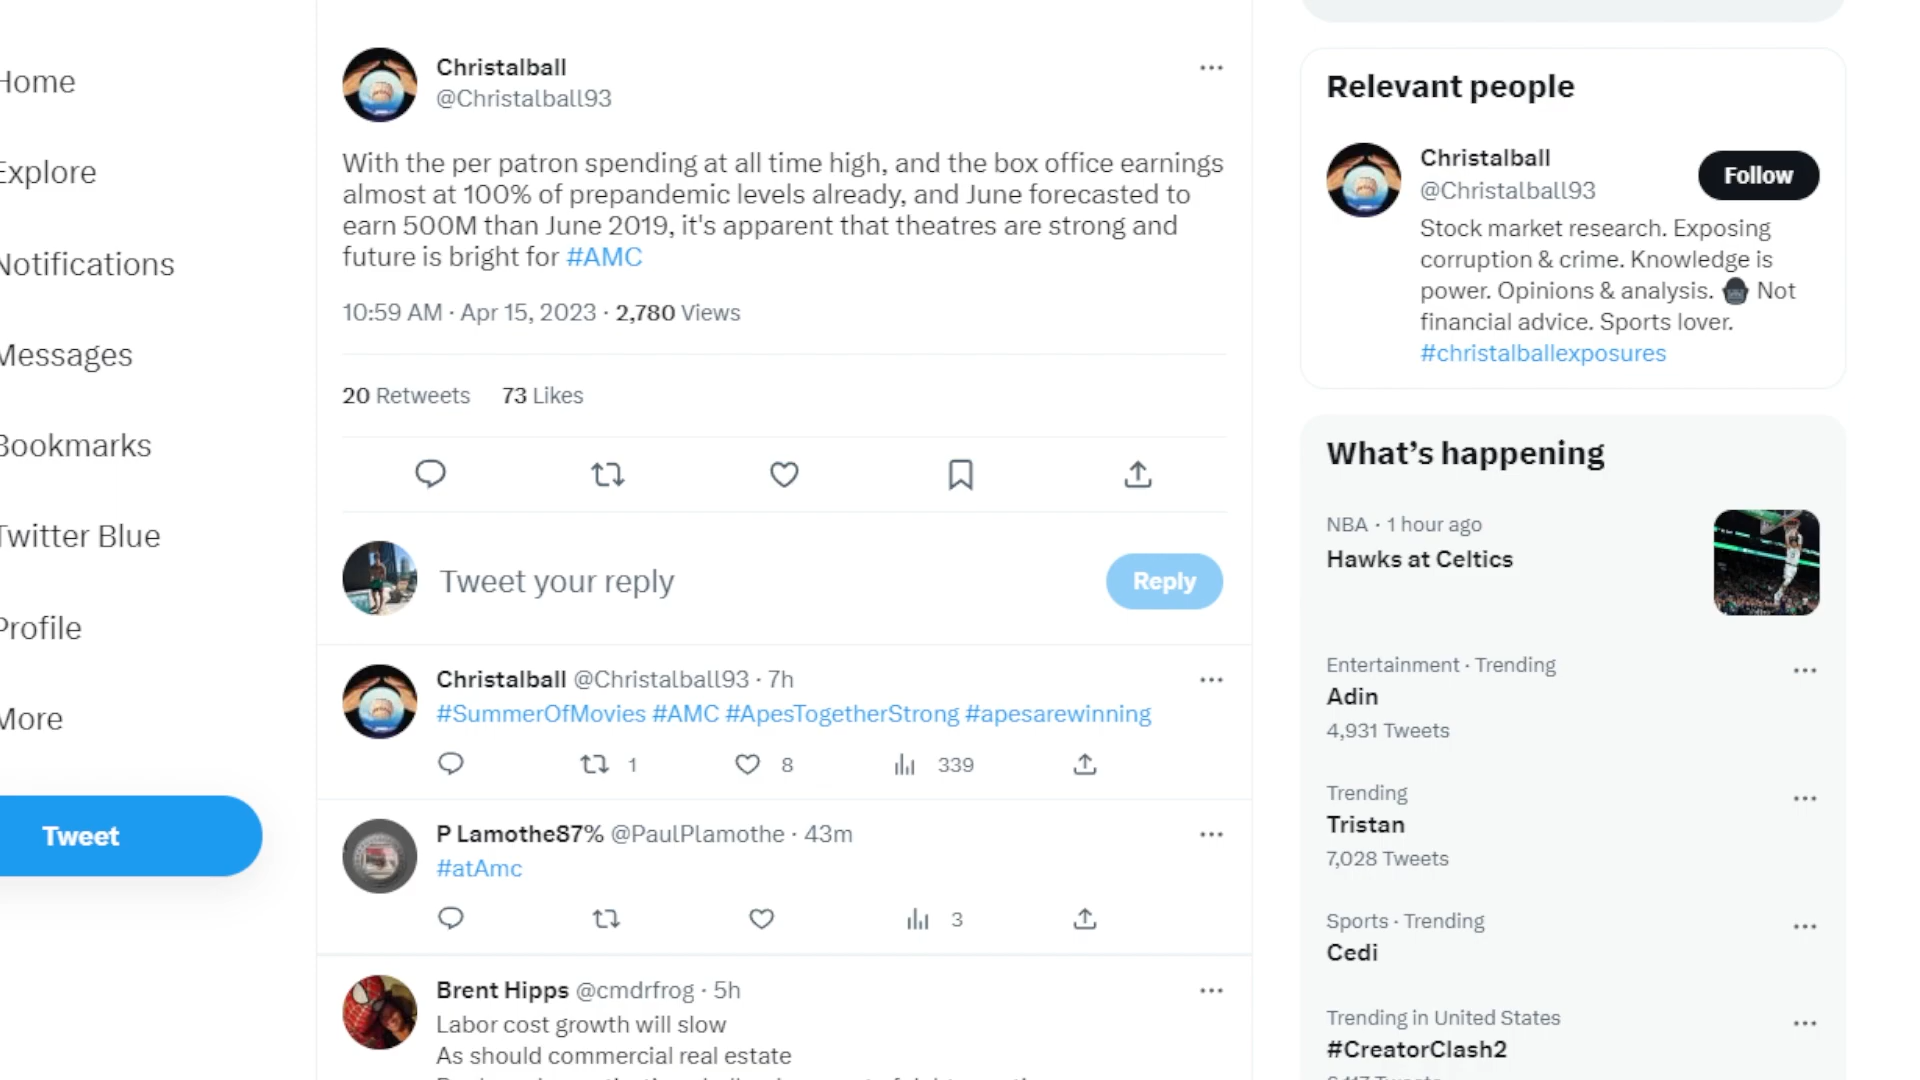 Home
Explore
Notifications
Messages
Bookmarks
Twitter Blue
Profile
More
Tweet
Christalball
@Christalball93
With the per patron spending at all time high, and the box office earnings
almost at 100% of prepandemic levels already, and June forecasted to
earn 500M than June 2019, it's apparent that theatres are strong and
future is bright for #AMC
10:59 AM · Apr 15, 2023 · 2,780 Views
20 Retweets 73 Likes
Tweet your reply
Reply
Christalball @Christalball93 · 7h
#SummerOfMovies #AMC #ApesTogetherStrong #apesarewinning
1 8 339
P Lamothe87% @PaulPlamothe · 43m
#atAmc
3
Brent Hipps @cmdrfrog · 5h
Labor cost growth will slow
As should commercial real estate
Relevant people
Christalball
@Christalball93
Follow
Stock market research. Exposing
corruption & crime. Knowledge is
power. Opinions & analysis. Not
financial advice. Sports lover.
#christalballexposures
What's happening
NBA · 1 hour ago
Hawks at Celtics
Entertainment · Trending
Adin
4,931 Tweets
Trending
Tristan
7,028 Tweets
Sports · Trending
Cedi
Trending in United States
#CreatorClash2